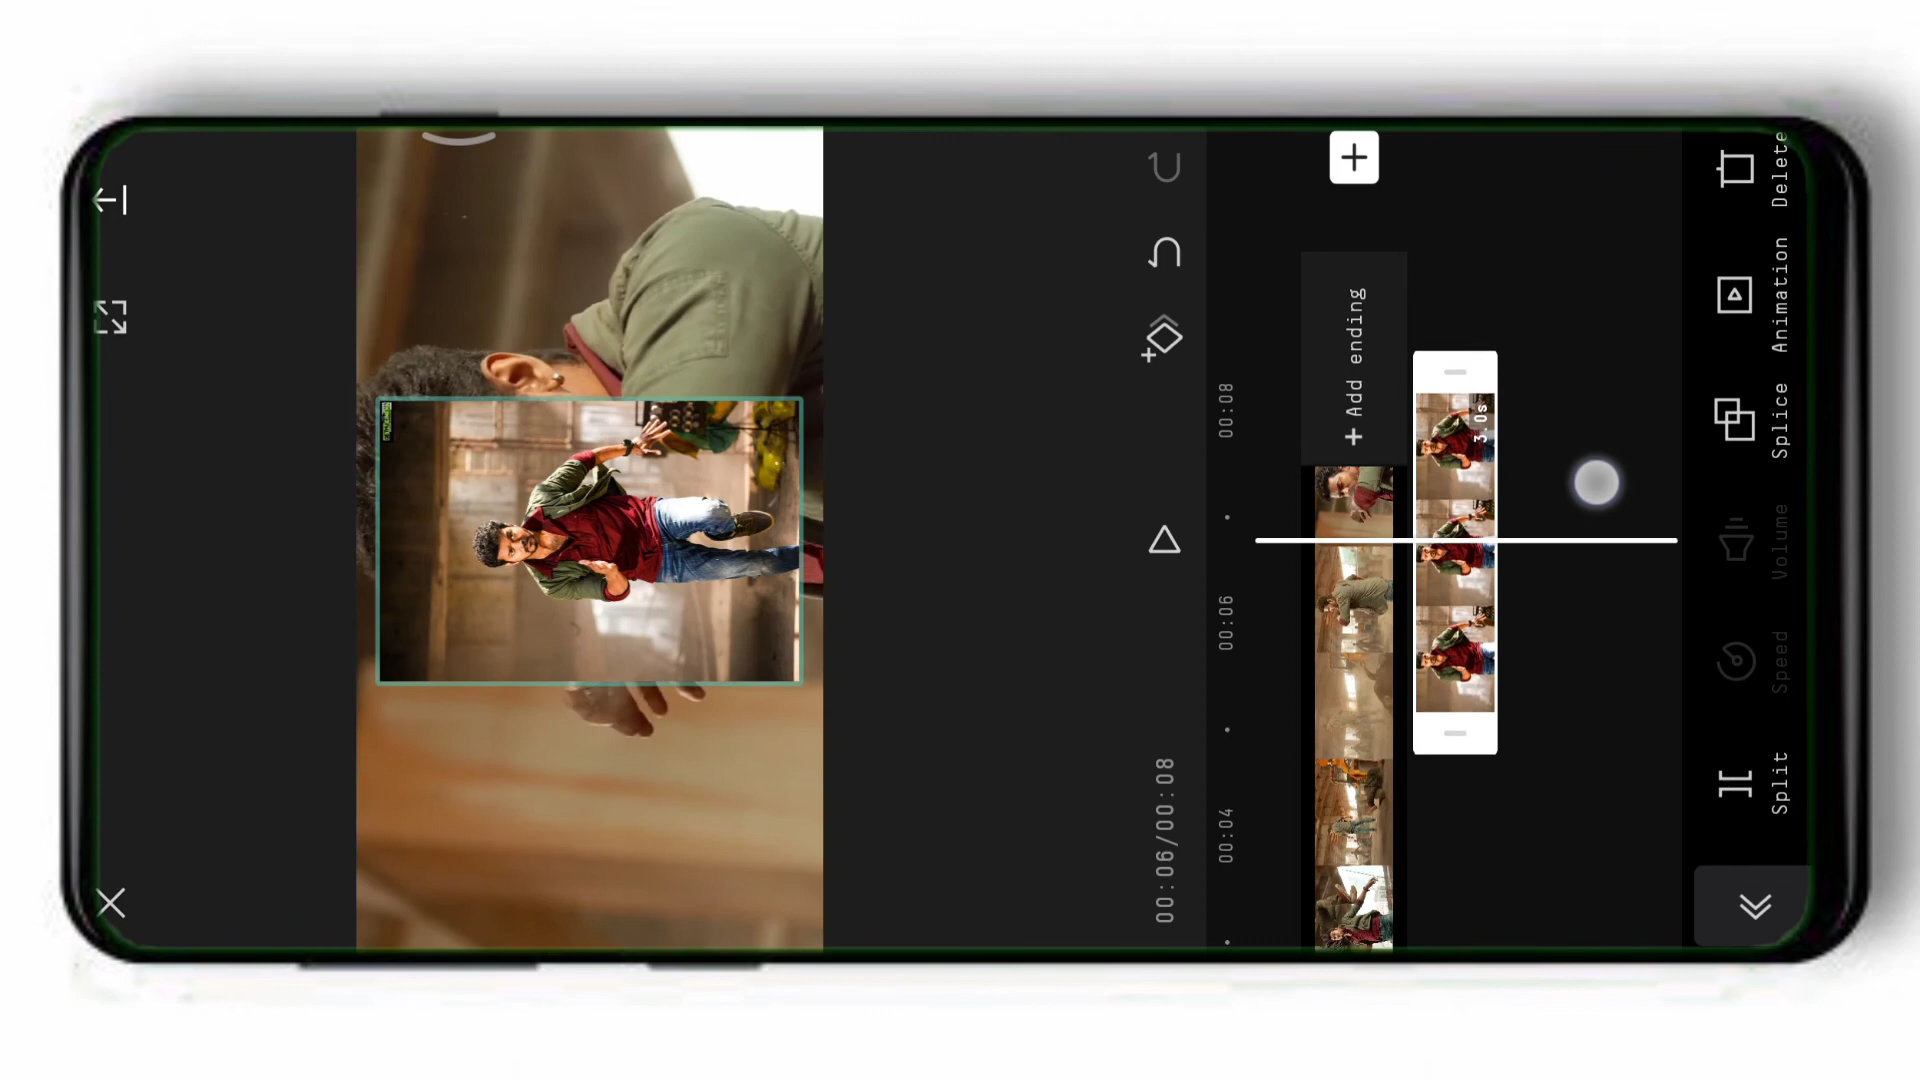 00:06/00:08
00:04
00:06
00:08
+ Add ending
3.0s
Split
Speed
Volume
Splice
Animation
Delete